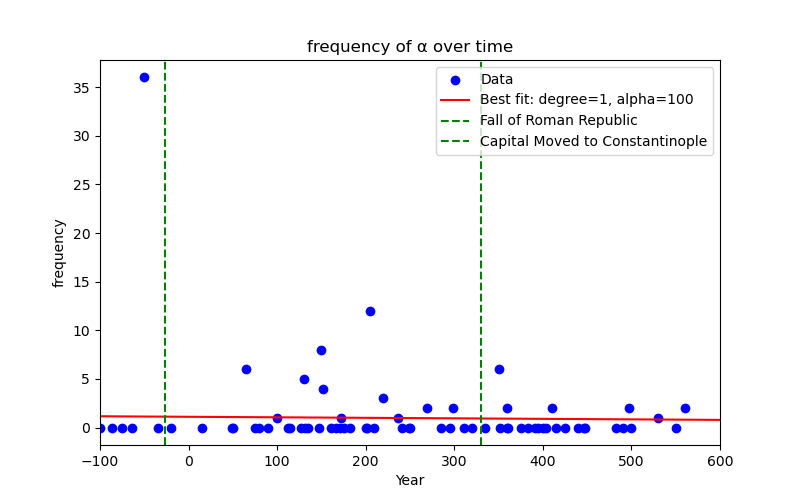 frequency of α over time
Data
Best fit: degree=1, alpha=100
Fall of Roman Republic
Capital Moved to Constantinople
frequency
35
30
25
20
15
10
5
0
−100 0 100 200 300 400 500 600
Year